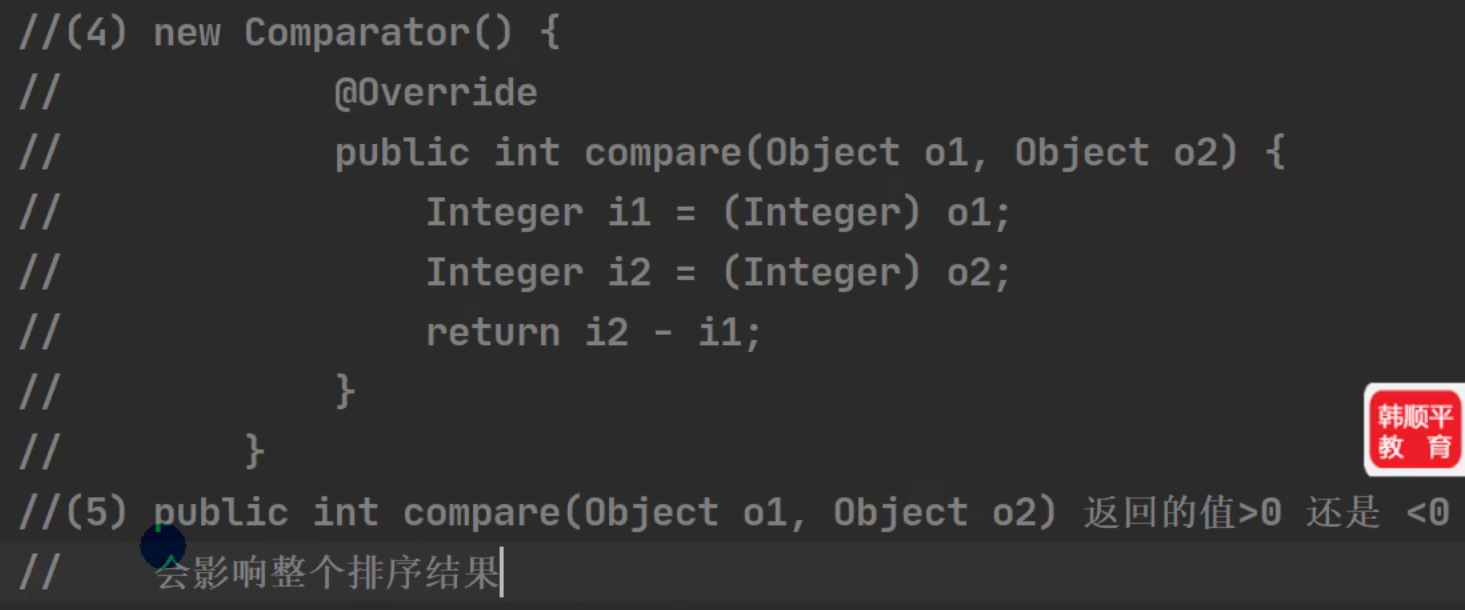 //(4) new Comparator() {
//            @Override
//            public int compare(Object o1, Object o2) {
//                Integer i1 = (Integer) o1;
//                Integer i2 = (Integer) o2;
//                return i2 - i1;
//            }
//        }
韩顺平
教 育
//(5) public int compare(Object o1, Object o2) 返回的值>0 还是 <0
//    会影响整个排序结果